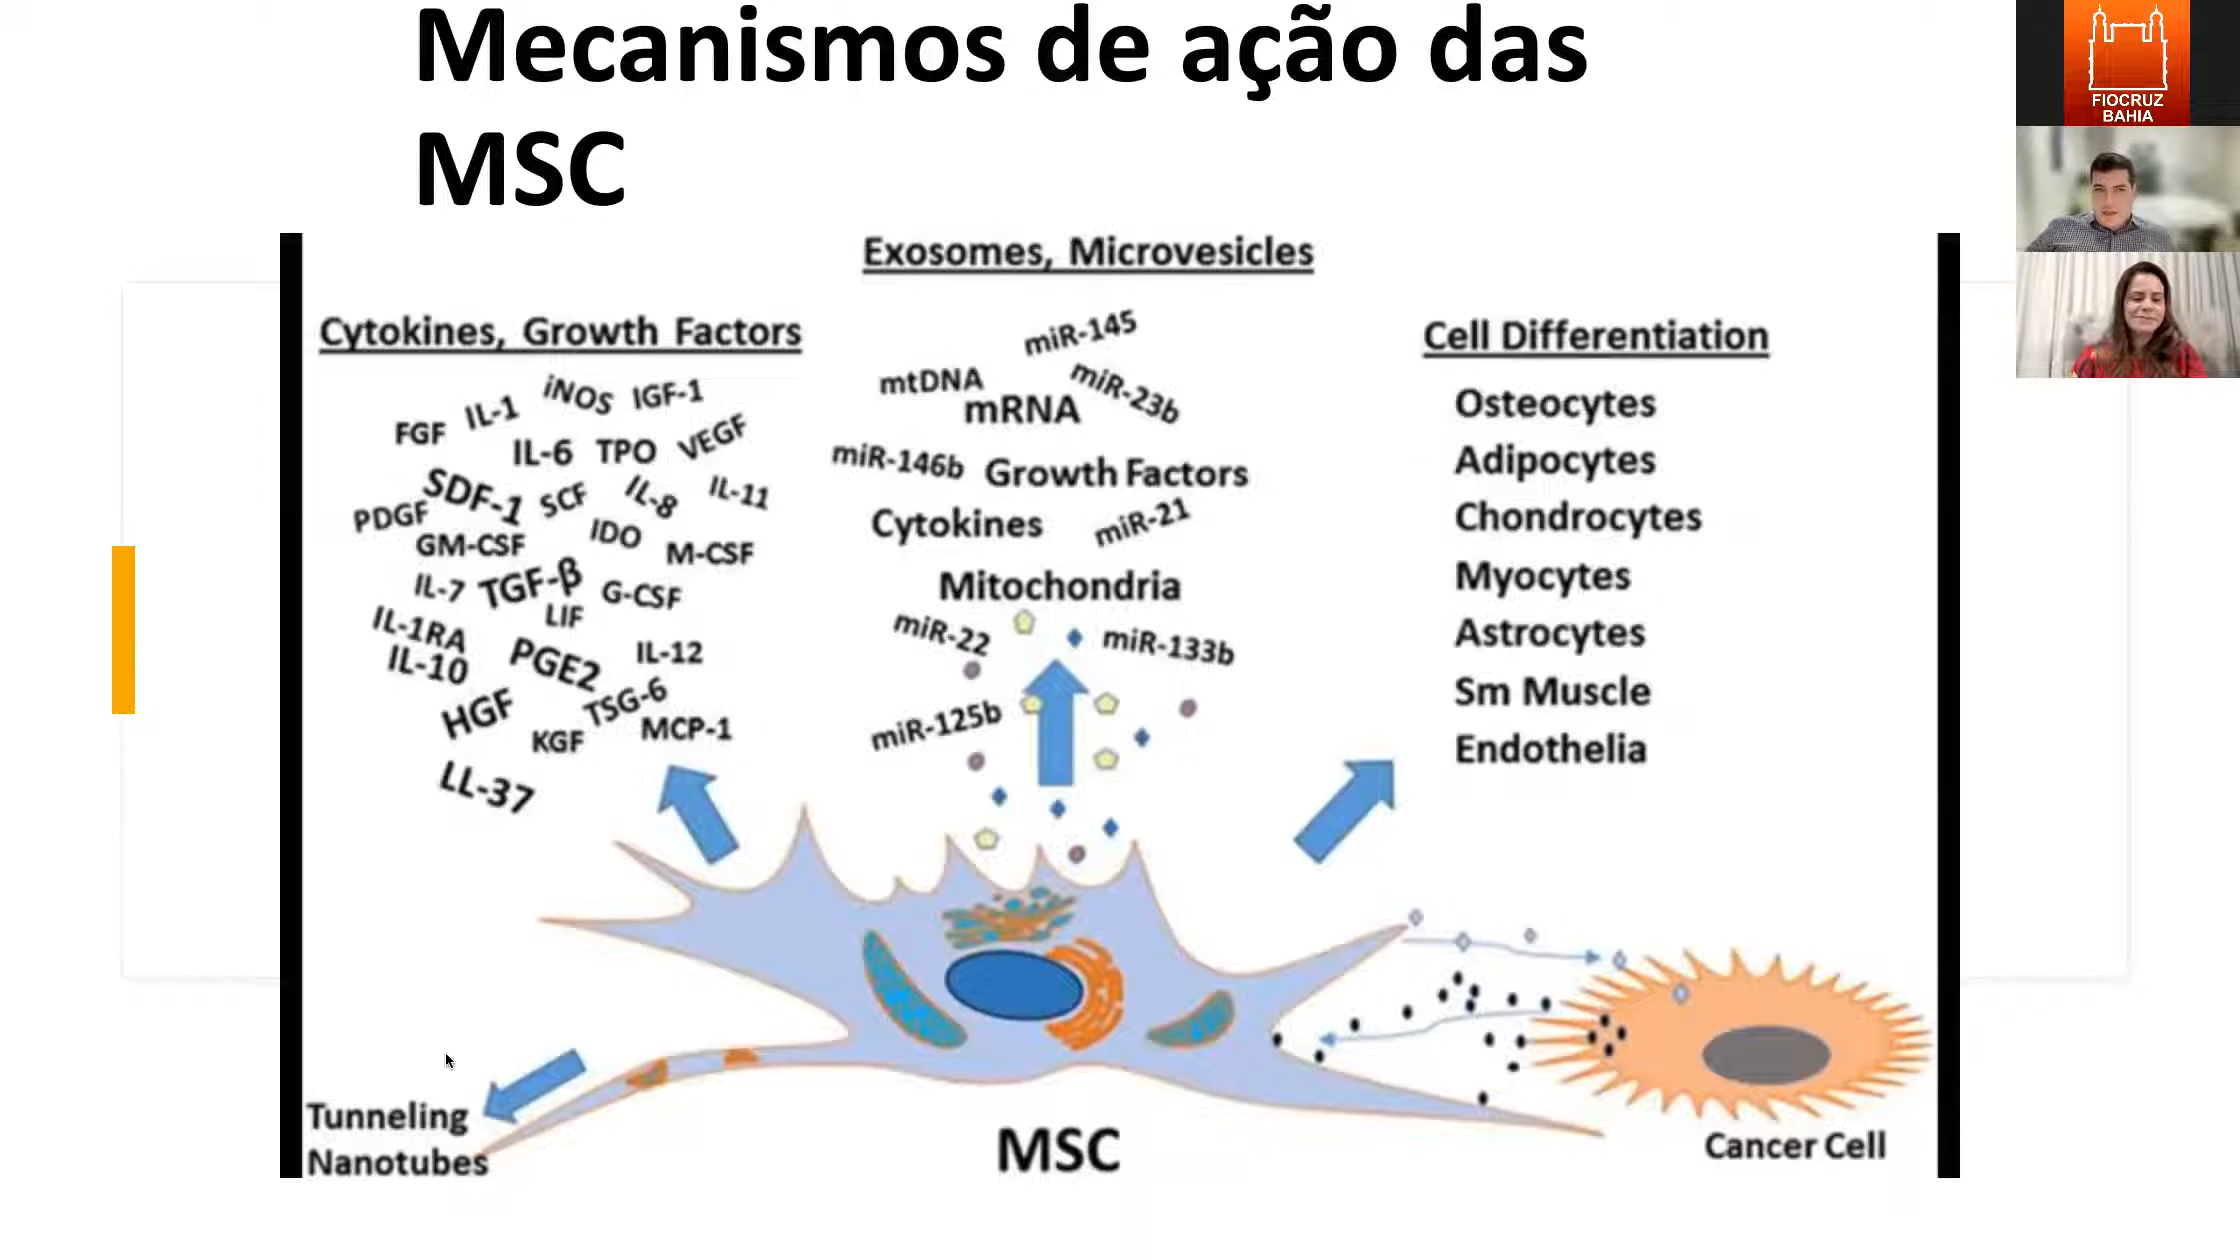 Mecanismos de ação das
MSC
FIOCRUZ
BAHIA
Exosomes, Microvesicles
Cytokines, Growth Factors
Cell Differentiation
iNOS
IGF-1
IL-1
FGF
VEGF
IL-6
TPO
SDF-1
SCF
IL-8
IL-11
PDGF
GM-CSF
IDO
M-CSF
IL-7
TGF-β
G-CSF
LIF
IL-1RA
IL-10
PGE2
IL-12
TSG-6
HGF
KGF
MCP-1
LL-37
miR-145
mtDNA
miR-23b
mRNA
miR-146b
Growth Factors
Cytokines
miR-21
Mitochondria
miR-22
miR-133b
miR-125b
Osteocytes
Adipocytes
Chondrocytes
Myocytes
Astrocytes
Sm Muscle
Endothelia
Tunneling
Nanotubes
MSC
Cancer Cell